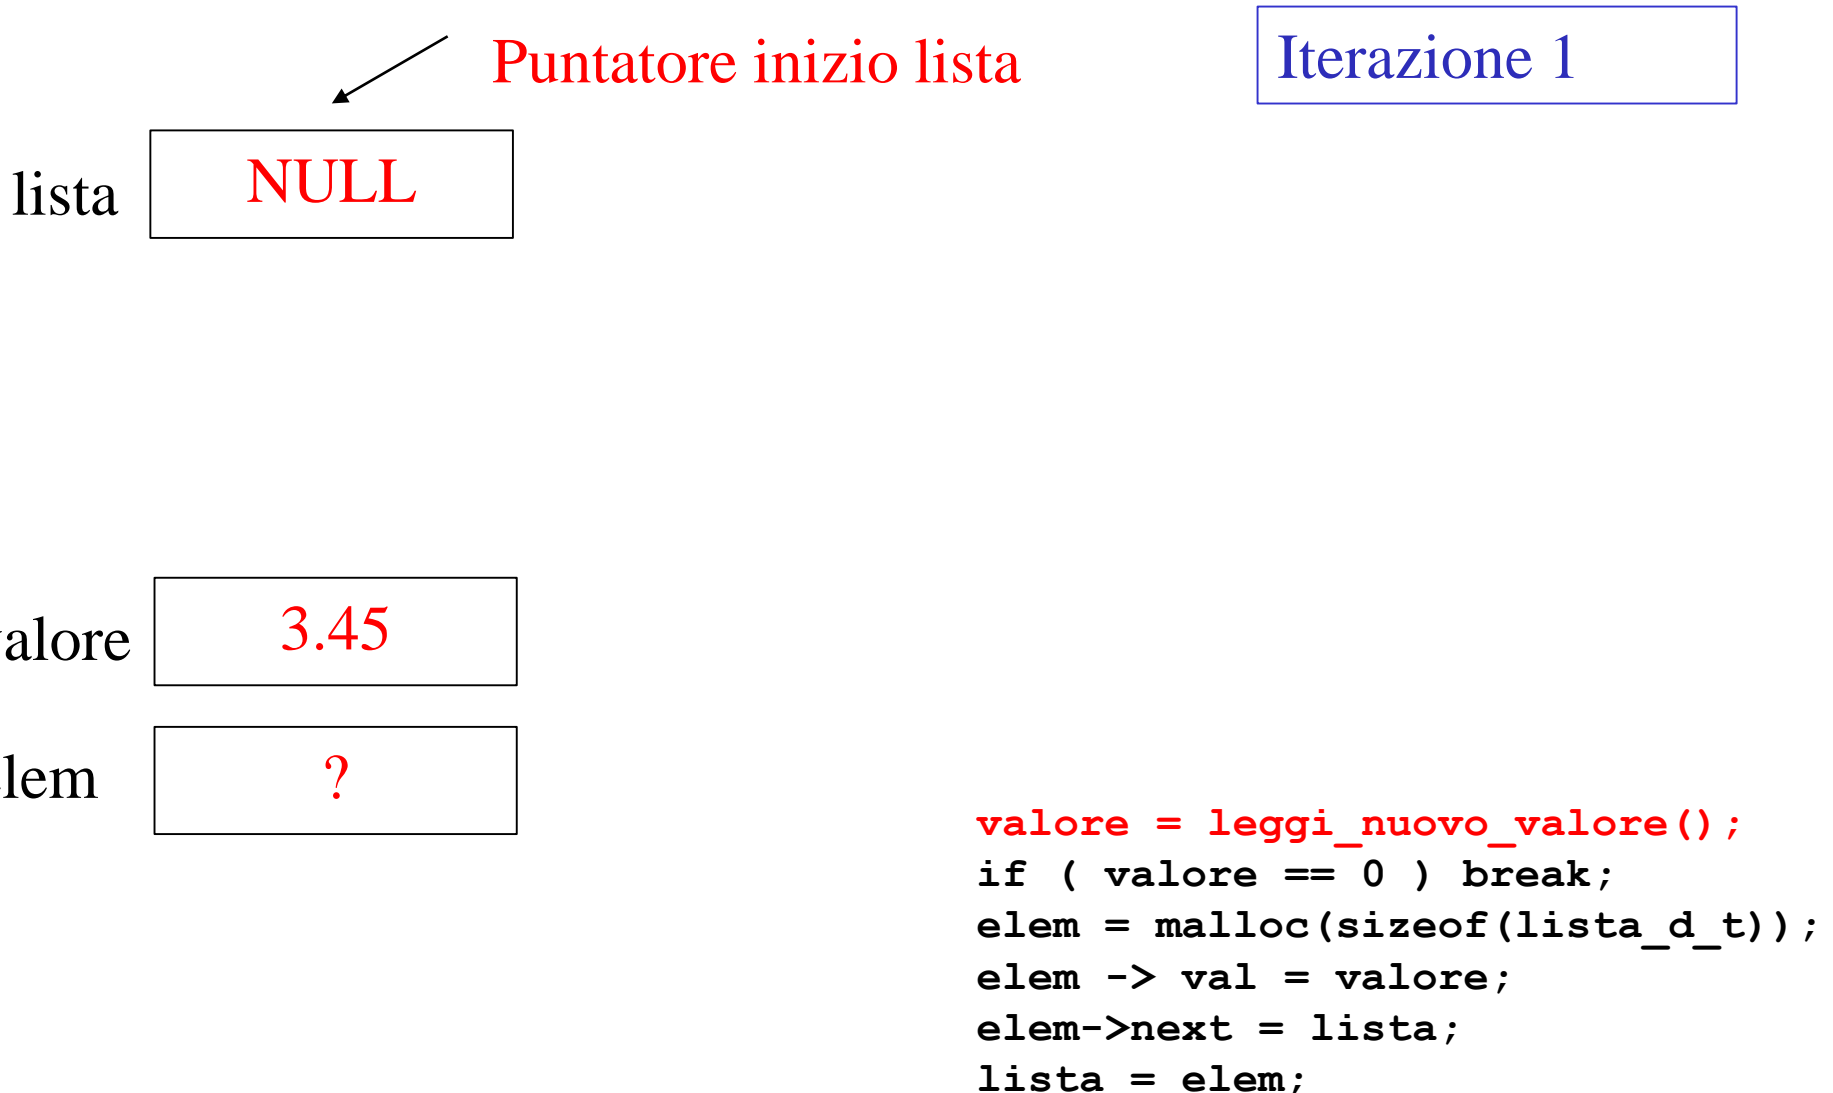 Puntatore inizio lista
Iterazione 1
lista
NULL
alore
3.45
lem
?
valore = leggi_nuovo_valore();
if ( valore == 0 ) break;
elem = malloc(sizeof(lista_d_t));
elem -> val = valore;
elem->next = lista;
lista = elem;